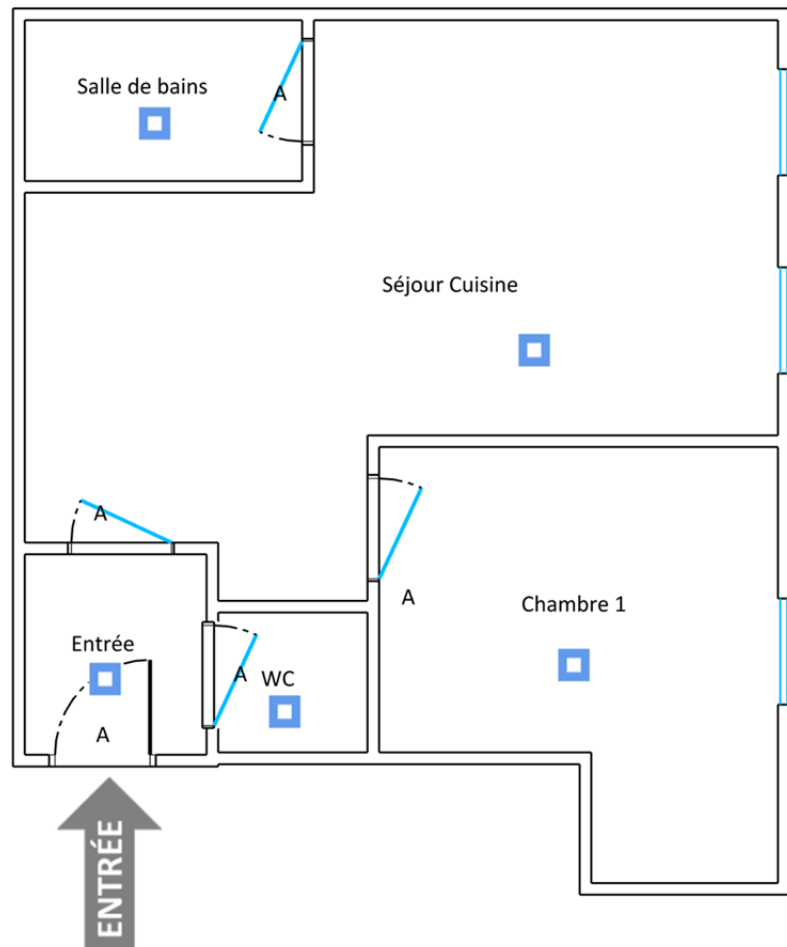 Salle de bains
A
Séjour Cuisine
A
A
Chambre 1
Entrée
A
WC
A
ENTRÉE